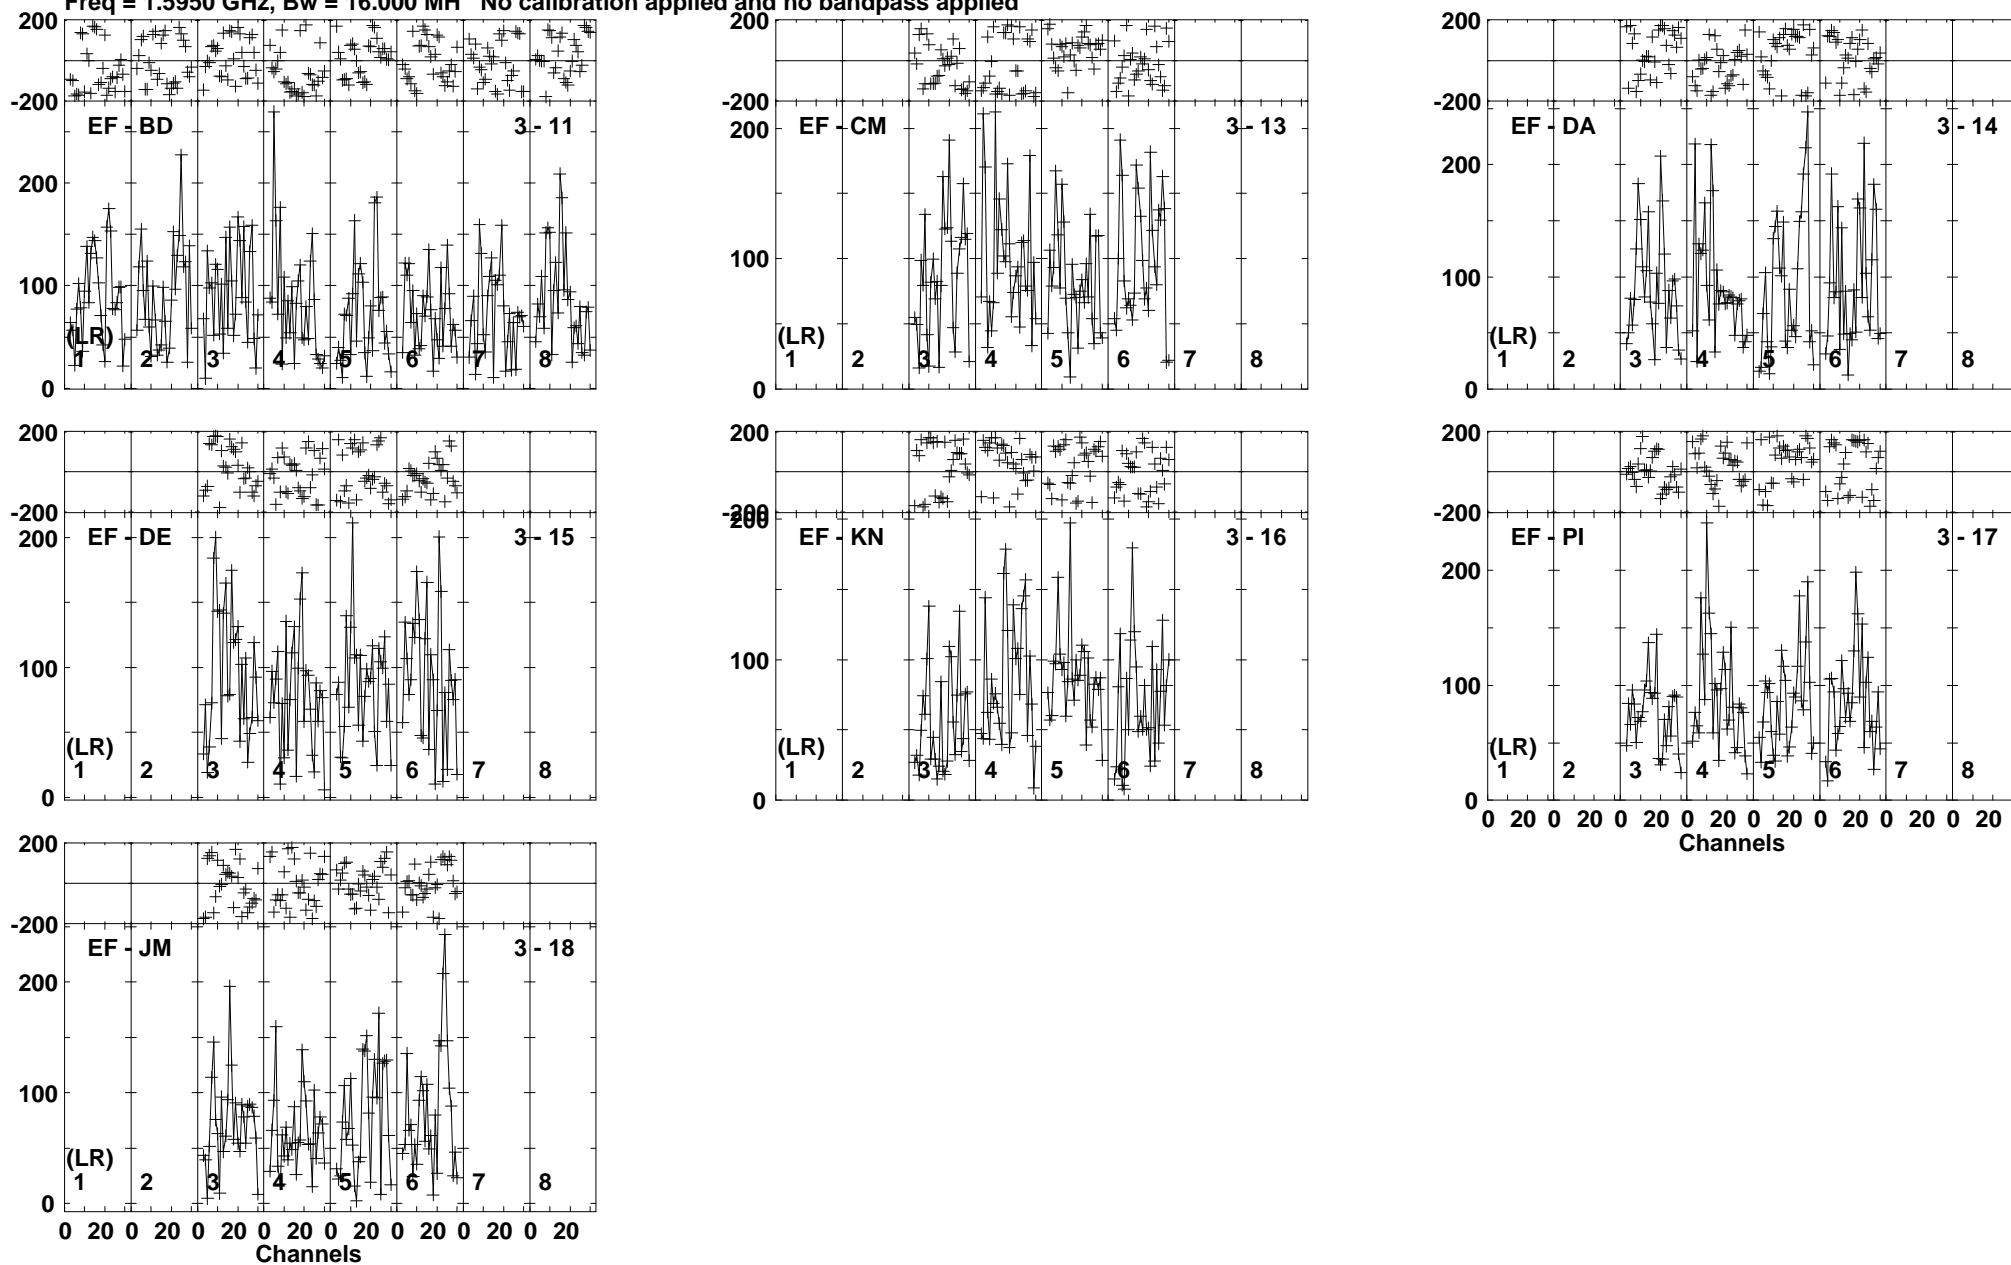 Freq = 1.5950 GHz, Bw = 16.000 MH No calibration applied and no bandpass applied
200 200 200
-200 -200 -200
EF - BD 3 - 11 EF - CM 3 - 13 EF - DA 3 - 14
200 200 200
100 100 100
(LR) (LR) (LR)
1 2 3 4 5 6 7 8 1 2 3 4 5 6 7 8 1 2 3 4 5 6 7 8
0 0 0
200 200 200
-200 -200 -200
200
EF - DE 3 - 15 EF - KN 3 - 16 EF - PI 3 - 17
200 200
100 100 100
(LR) (LR) (LR)
1 2 3 4 5 6 7 8 1 2 3 4 5 6 7 8 1 2 3 4 5 6 7 8
0 0 0
0 20 0 20 0 20 0 20 0 20 0 20 0 20 0 20
Channels
200
-200
EF - JM 3 - 18
200
100
(LR)
1 2 3 4 5 6 7 8
0
0 20 0 20 0 20 0 20 0 20 0 20 0 20 0 20
Channels